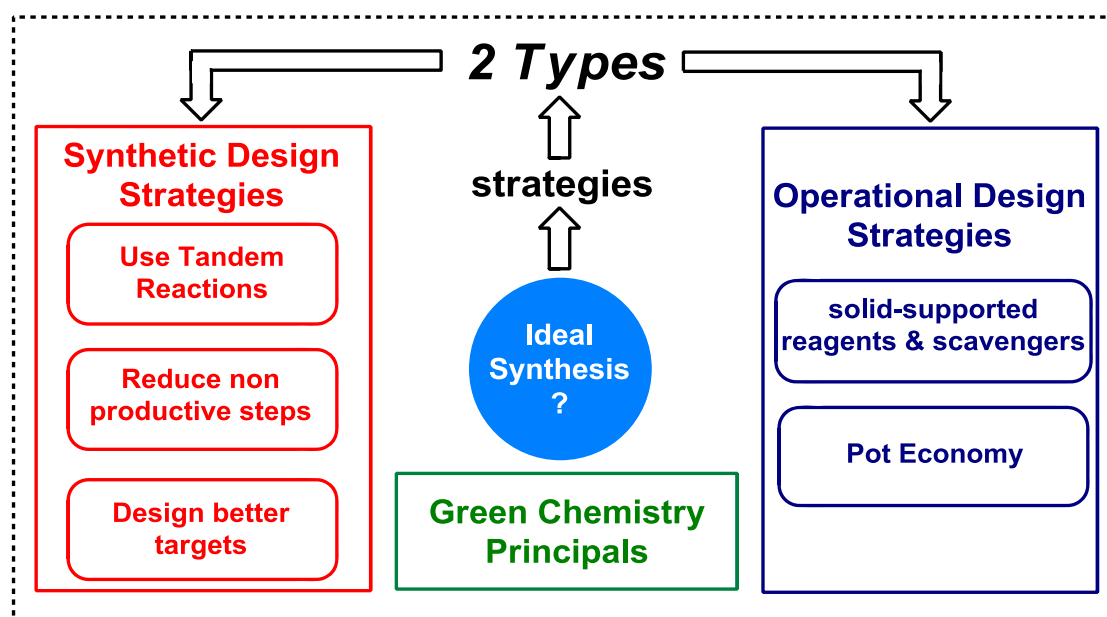 2 Types
strategies
Ideal
Synthesis
?
Green Chemistry
Principals
Synthetic Design
Strategies
Use Tandem
Reactions
Reduce non
productive steps
Design better
targets
Operational Design
Strategies
solid-supported
reagents & scavengers
Pot Economy